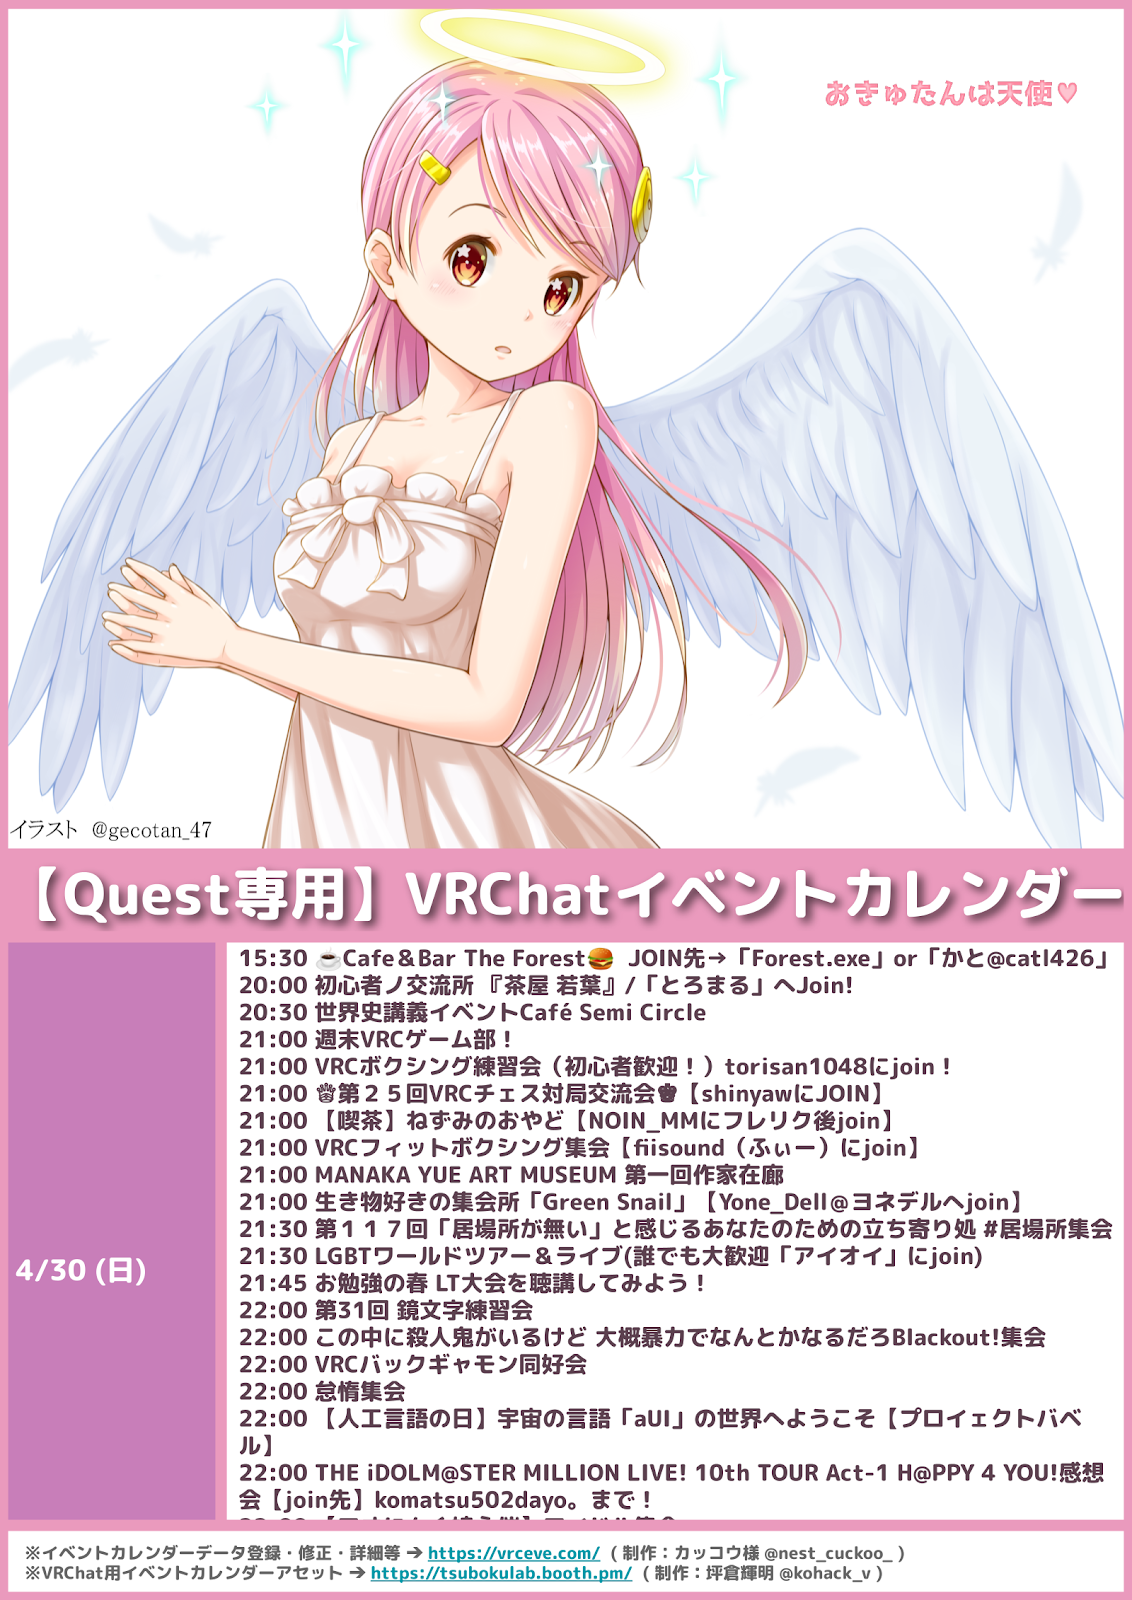 おきゅたんは天使♥
イラスト @gecotan_47
【Quest専用】VRChatイベントカレンダー
4/30 (日)
15:30 ☕Cafe＆Bar The Forest🍔 JOIN先→「Forest.exe」or「かと@catl426」
20:00 初心者ノ交流所 『茶屋 若葉』/「とろまる」へJoin!
20:30 世界史講義イベントCafé Semi Circle
21:00 週末VRCゲーム部！
21:00 VRCボクシング練習会（初心者歓迎！）torisan1048にjoin！
21:00 ♕第２５回VRCチェス対局交流会♚【shinyawにJOIN】
21:00 【喫茶】ねずみのおやど【NOIN_MMにフレリク後join】
21:00 VRCフィットボクシング集会【fiisound（ふぃー）にjoin】
21:00 MANAKA YUE ART MUSEUM 第一回作家在廊
21:00 生き物好きの集会所「Green Snail」【Yone_Dell＠ヨネデルへjoin】
21:30 第１１７回「居場所が無い」と感じるあなたのための立ち寄り処 #居場所集会
21:30 LGBTワールドツアー＆ライブ(誰でも大歓迎「アイオイ」にjoin)
21:45 お勉強の春 LT大会を聴講してみよう！
22:00 第31回 鏡文字練習会
22:00 この中に殺人鬼がいるけど 大概暴力でなんとかなるだろBlackout!集会
22:00 VRCバックギャモン同好会
22:00 怠惰集会
22:00 【人工言語の日】宇宙の言語「aUI」の世界へようこそ【プロイェクトバベ
ル】
22:00 THE iDOLM@STER MILLION LIVE! 10th TOUR Act-1 H@PPY 4 YOU!感想
会【join先】komatsu502dayo。まで！
※イベントカレンダーデータ登録・修正・詳細等 ➔ https://vrceve.com/ ( 制作：カッコウ様 @nest_cuckoo_ )
※VRChat用イベントカレンダーアセット ➔ https://tsubokulab.booth.pm/ ( 制作：坪倉輝明 @kohack_v )